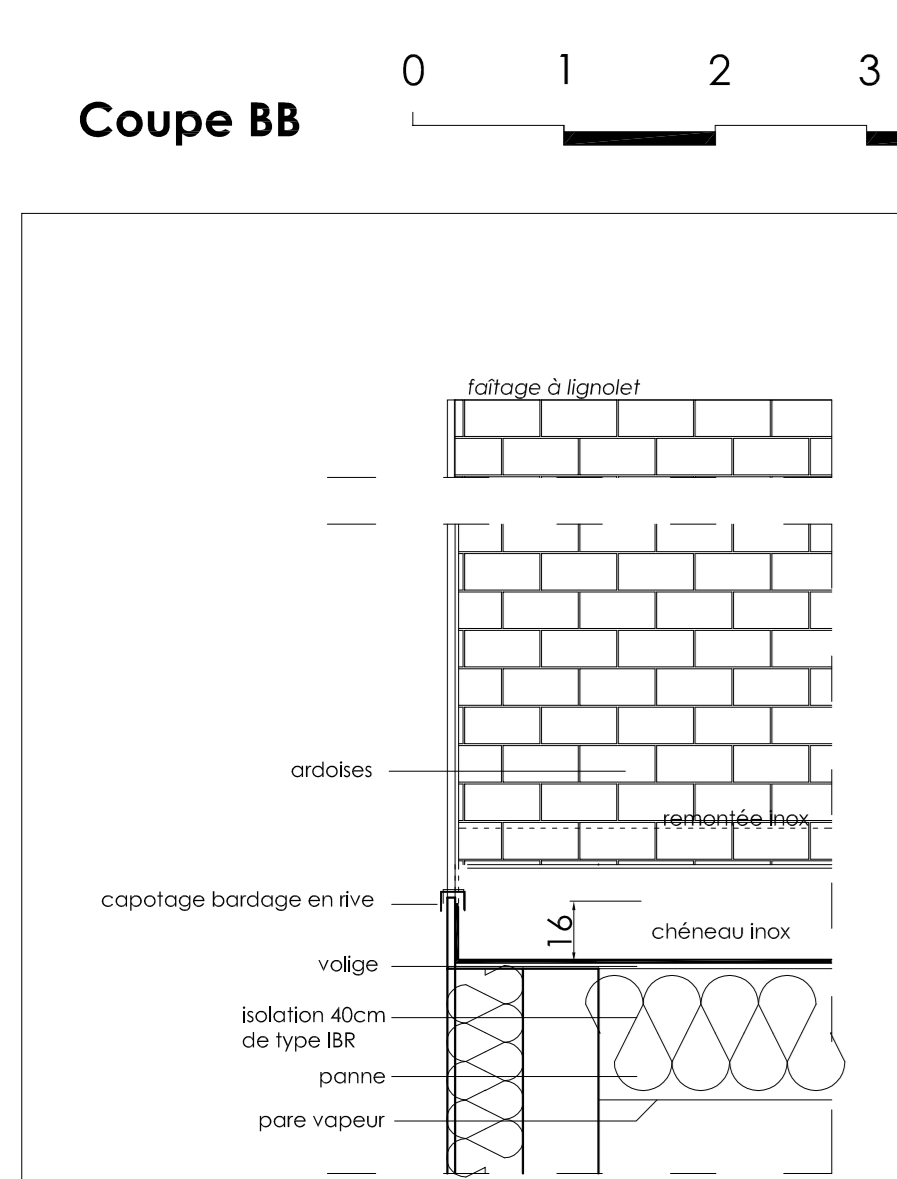 0 1 2 3
Coupe BB
faîtage à lignolet
ardoises
remontée inox
capotage bardage en rive
16
chéneau inox
volige
isolation 40cm
de type IBR
panne
pare vapeur